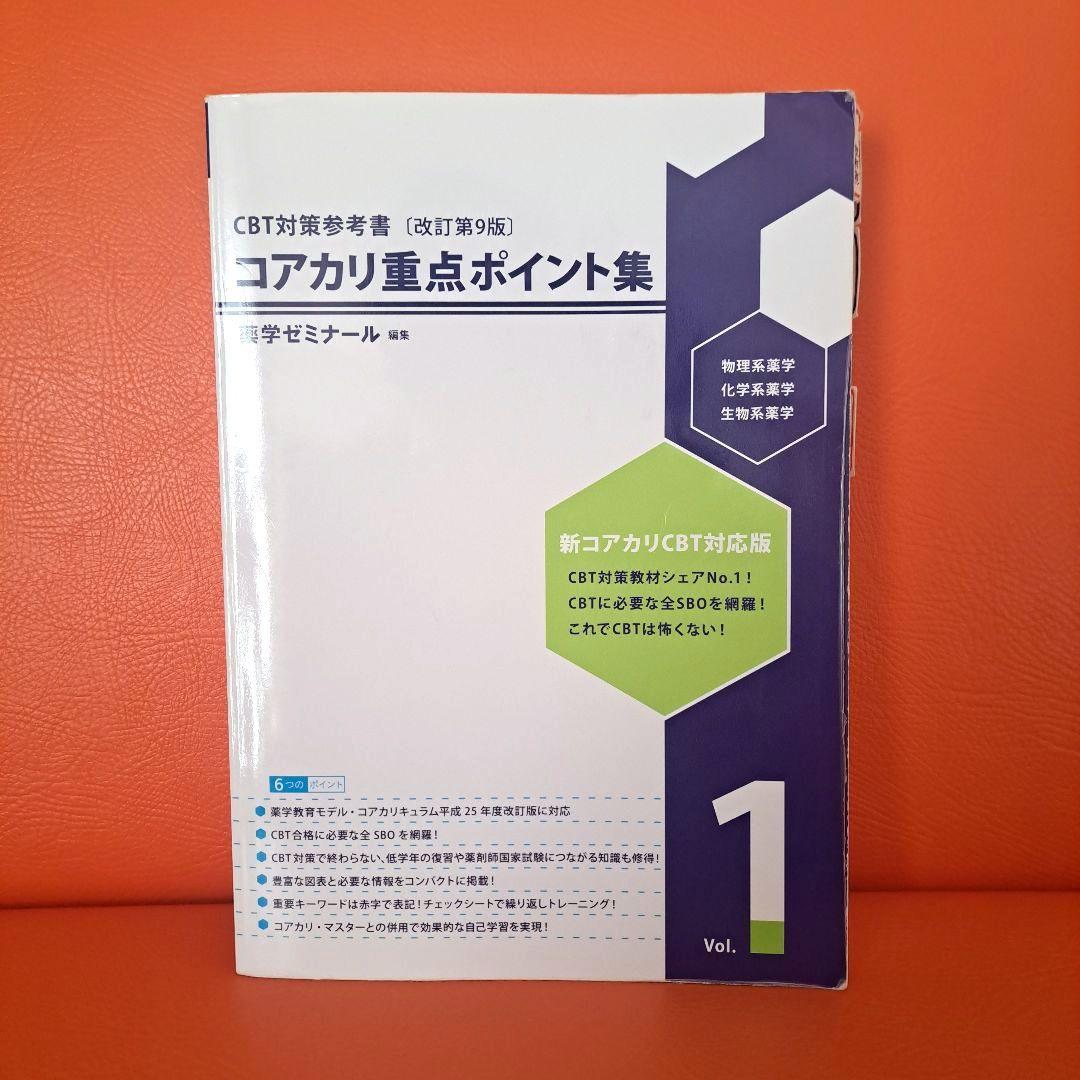 CBT対策参考書〔改訂第9版〕
コアカリ重点ポイント集
薬学ゼミナール 編集
物理系薬学
化学系薬学
生物系薬学
新コアカリCBT対応版
CBT対策教材シェアNo.1！
CBTに必要な全SBOを網羅！
これでCBTは怖くない！
6つの ポイント
薬学教育モデル・コアカリキュラム平成25年度改訂版に対応
CBT合格に必要な全SBOを網羅！
CBT対策で終わらない、低学年の復習や薬剤師国家試験につながる知識も修得！
豊富な図表と必要な情報をコンパクトに掲載！
重要キーワードは赤字で表記！チェックシートで繰り返しトレーニング！
コアカリ・マスターとの併用で効果的な自己学習を実現！
Vol. 1